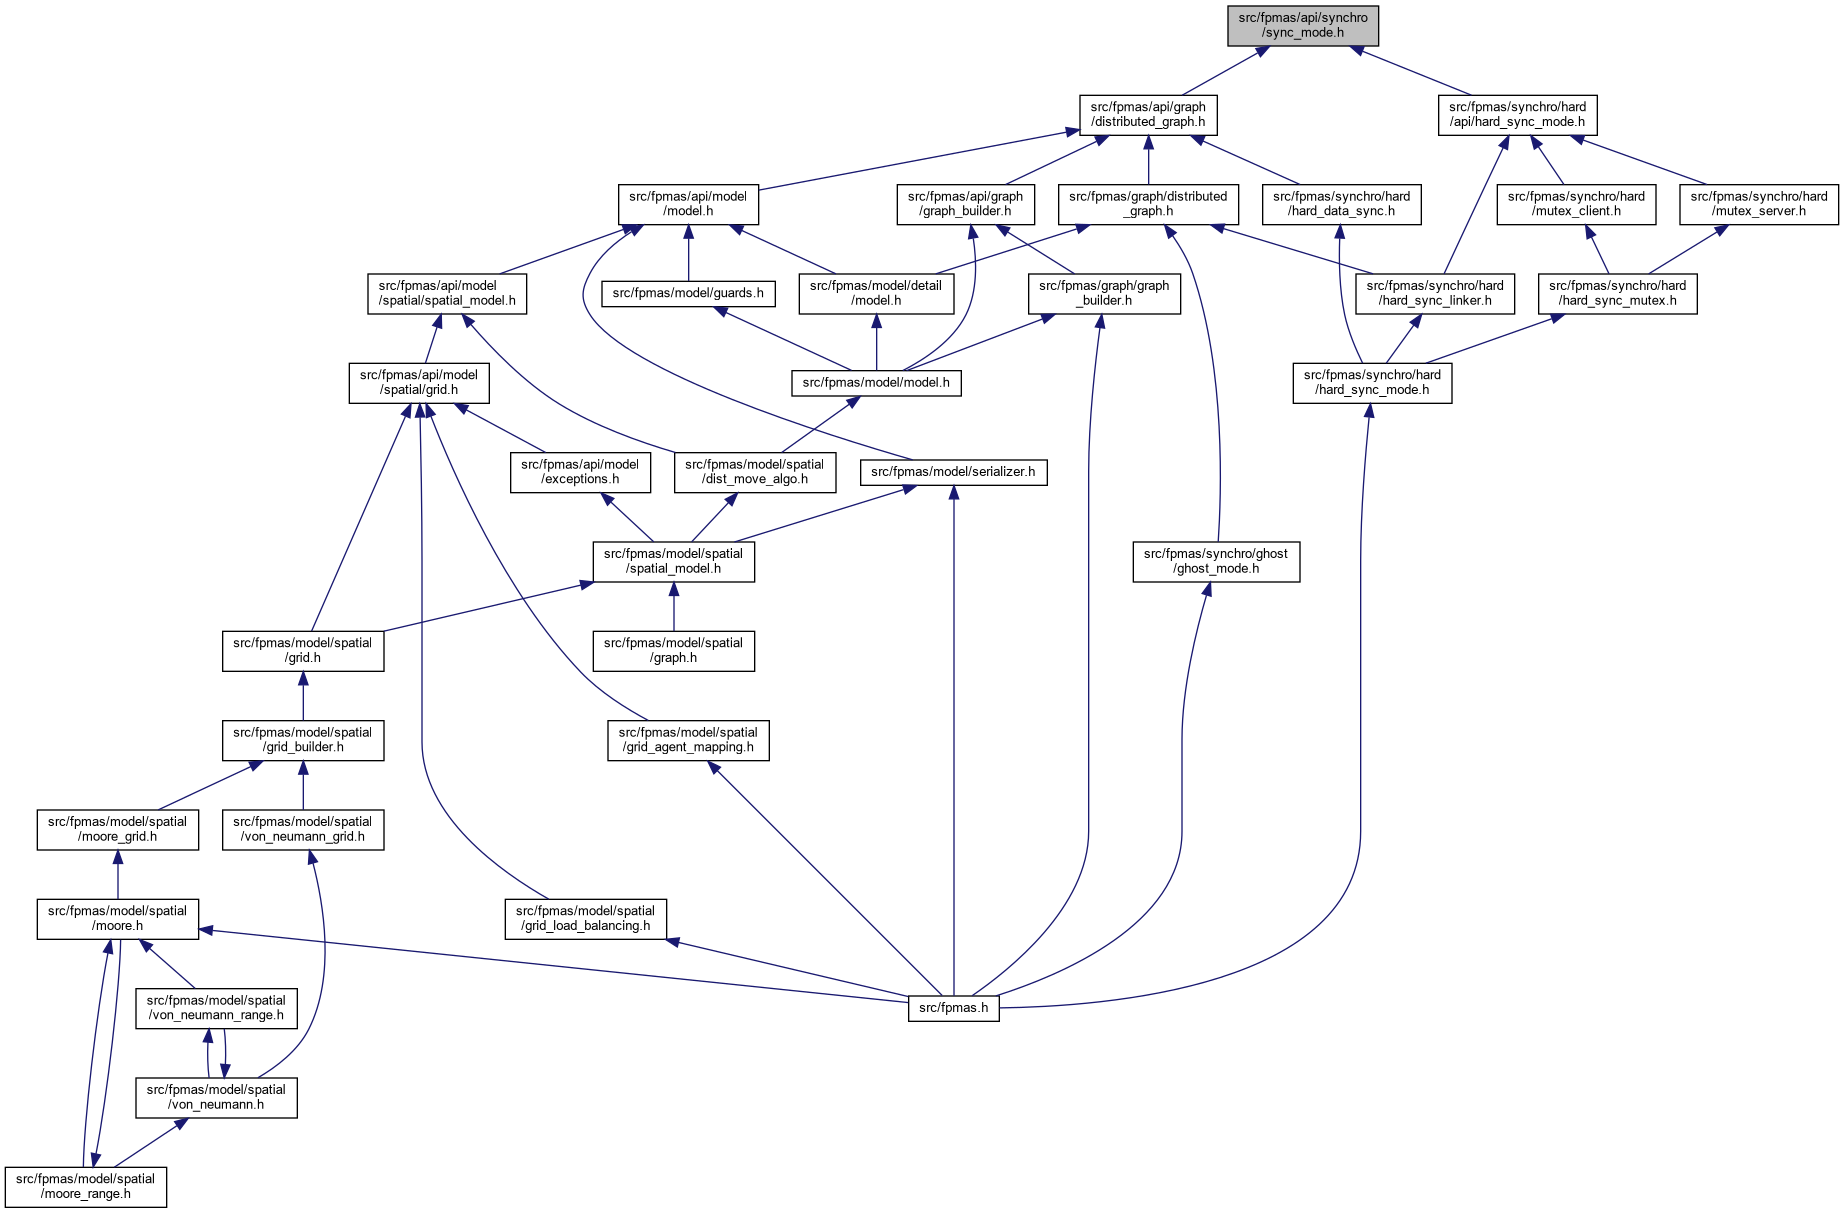 src/fpmas/api/synchro
/sync_mode.h
src/fpmas/api/graph
/distributed_graph.h
src/fpmas/synchro/hard
/api/hard_sync_mode.h
src/fpmas/api/model
/model.h
src/fpmas/api/graph
/graph_builder.h
src/fpmas/graph/distributed
_graph.h
src/fpmas/synchro/hard
/hard_data_sync.h
src/fpmas/synchro/hard
/mutex_client.h
src/fpmas/synchro/hard
/mutex_server.h
src/fpmas/api/model
/spatial/spatial_model.h
src/fpmas/model/guards.h
src/fpmas/model/detail
/model.h
src/fpmas/graph/graph
_builder.h
src/fpmas/synchro/hard
/hard_sync_linker.h
src/fpmas/synchro/hard
/hard_sync_mutex.h
src/fpmas/api/model
/spatial/grid.h
src/fpmas/model/model.h
src/fpmas/synchro/hard
/hard_sync_mode.h
src/fpmas/api/model
/exceptions.h
src/fpmas/model/spatial
/dist_move_algo.h
src/fpmas/model/serializer.h
src/fpmas/model/spatial
/spatial_model.h
src/fpmas/synchro/ghost
/ghost_mode.h
src/fpmas/model/spatial
/grid.h
src/fpmas/model/spatial
/graph.h
src/fpmas/model/spatial
/grid_builder.h
src/fpmas/model/spatial
/grid_agent_mapping.h
src/fpmas/model/spatial
/moore_grid.h
src/fpmas/model/spatial
/von_neumann_grid.h
src/fpmas/model/spatial
/moore.h
src/fpmas/model/spatial
/grid_load_balancing.h
src/fpmas/model/spatial
/von_neumann_range.h
src/fpmas.h
src/fpmas/model/spatial
/von_neumann.h
src/fpmas/model/spatial
/moore_range.h